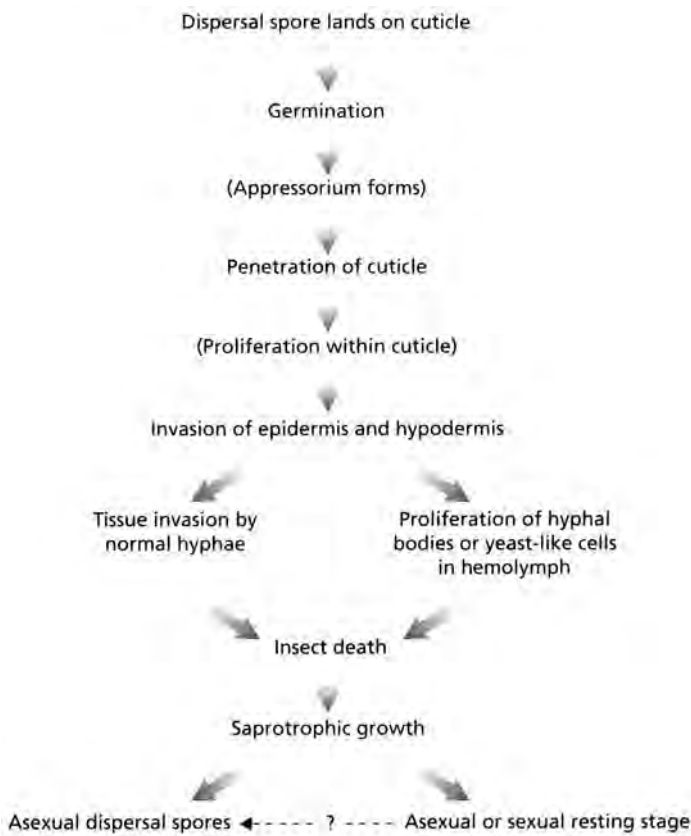 Dispersal spore lands on cuticle
Germination
(Appressorium forms)
Penetration of cuticle
(Proliferation within cuticle)
Invasion of epidermis and hypodermis
Tissue invasion by
normal hyphae
Proliferation of hyphal
bodies or yeast-like cells
in hemolymph
Insect death
Saprotrophic growth
Asexual dispersal spores ? Asexual or sexual resting stage